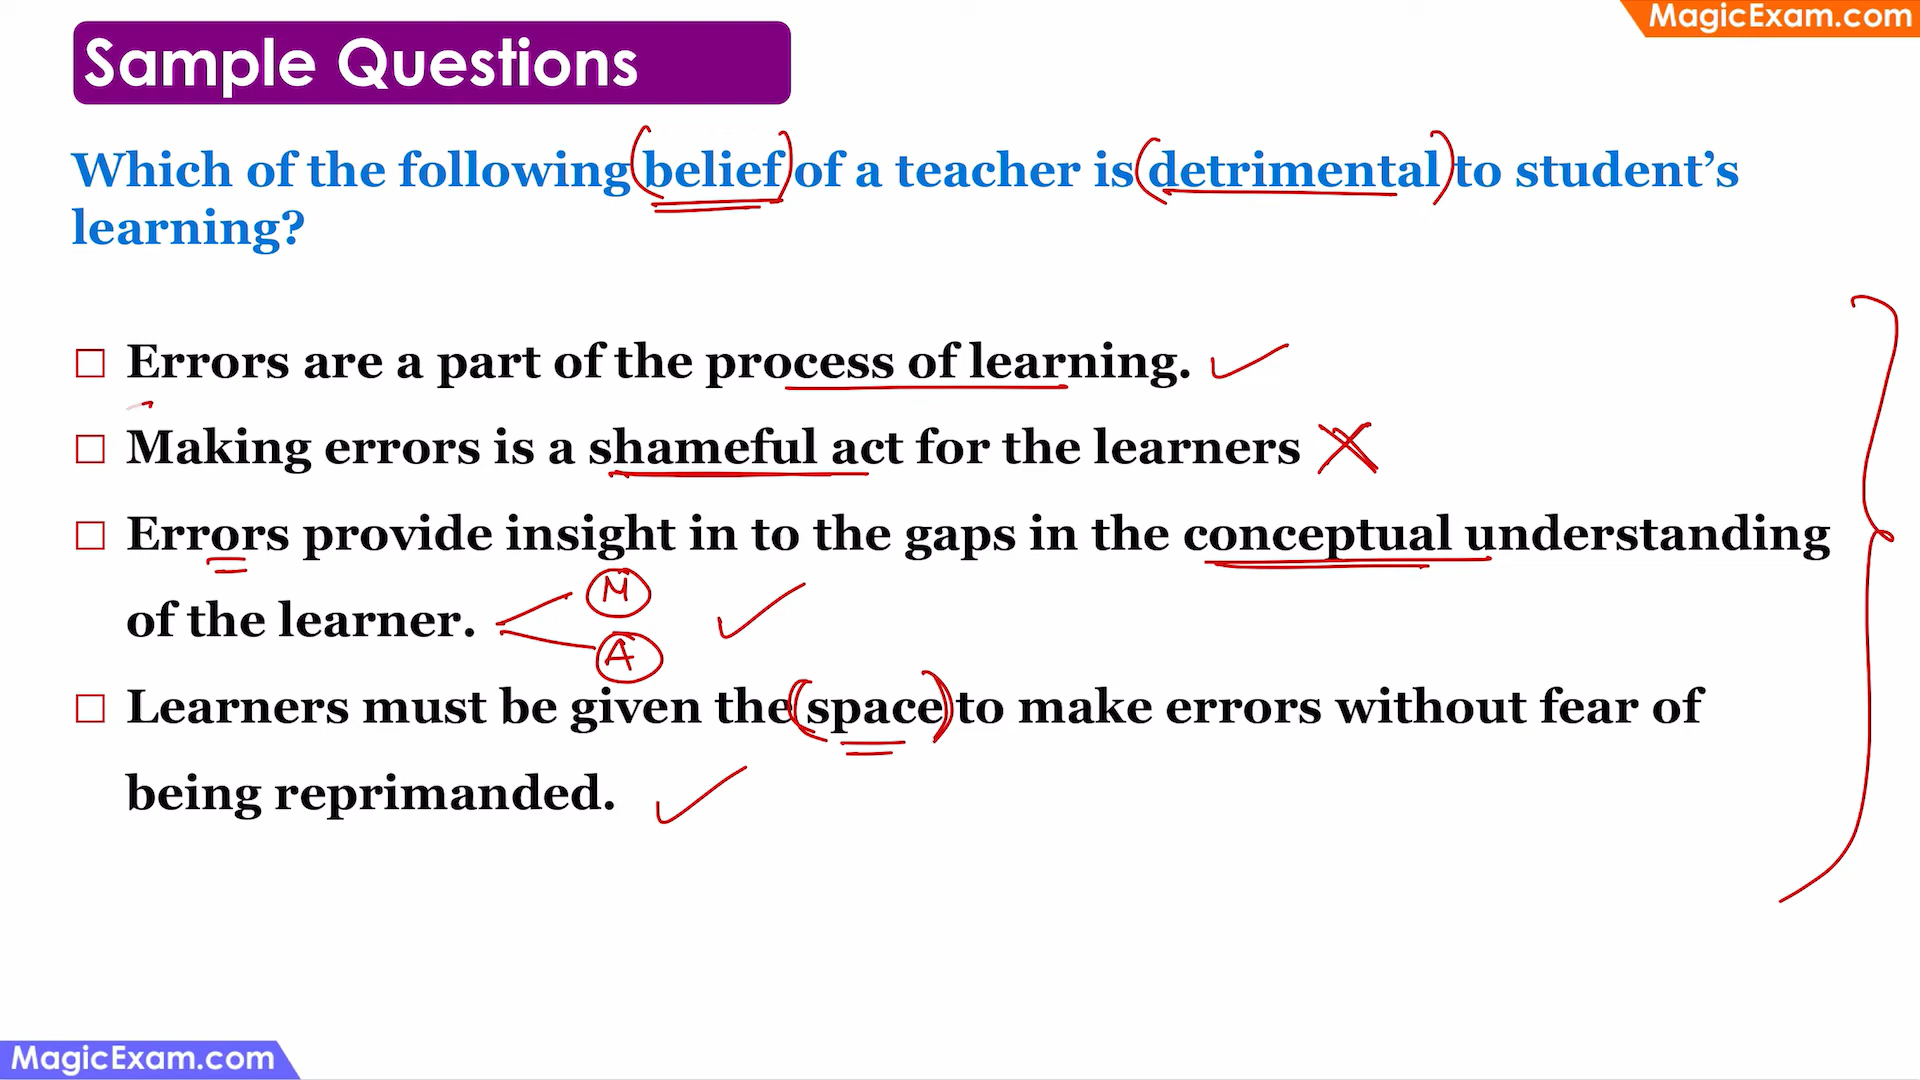 MagicExam.com
Sample Questions
Which of the following belief of a teacher is detrimental to student’s
learning?
Errors are a part of the process of learning.
Making errors is a shameful act for the learners
Errors provide insight in to the gaps in the conceptual understanding
M
of the learner.
A
Learners must be given the space to make errors without fear of
being reprimanded.
MagicExam.com